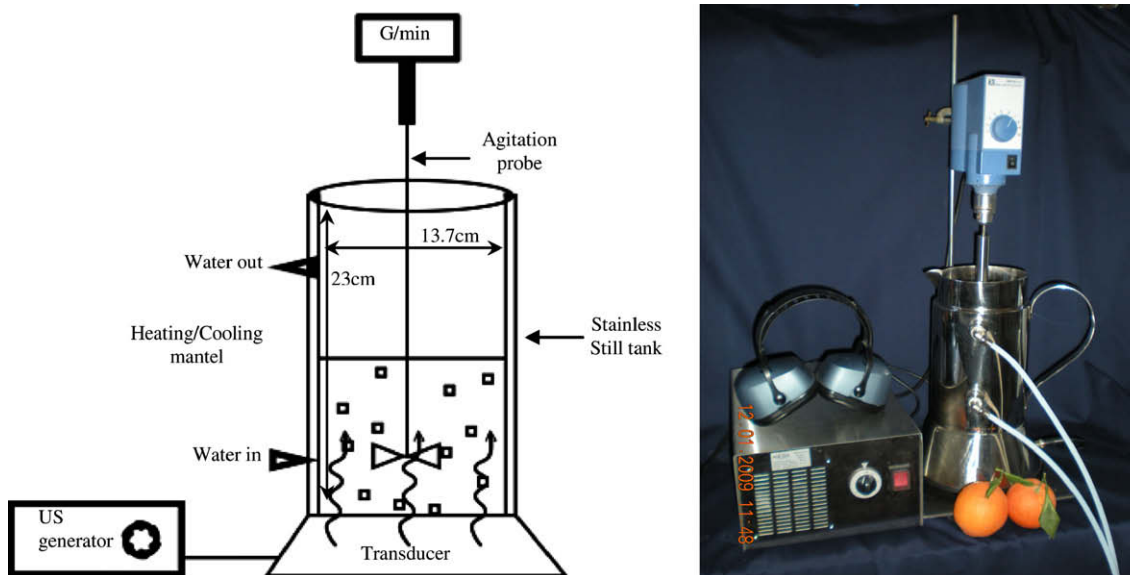 G/min
Agitation
probe
13.7cm
Water out
23cm
Heating/Cooling
mantel
Stainless
Still tank
Water in
US
generator
Transducer
12.01.2009 11:48